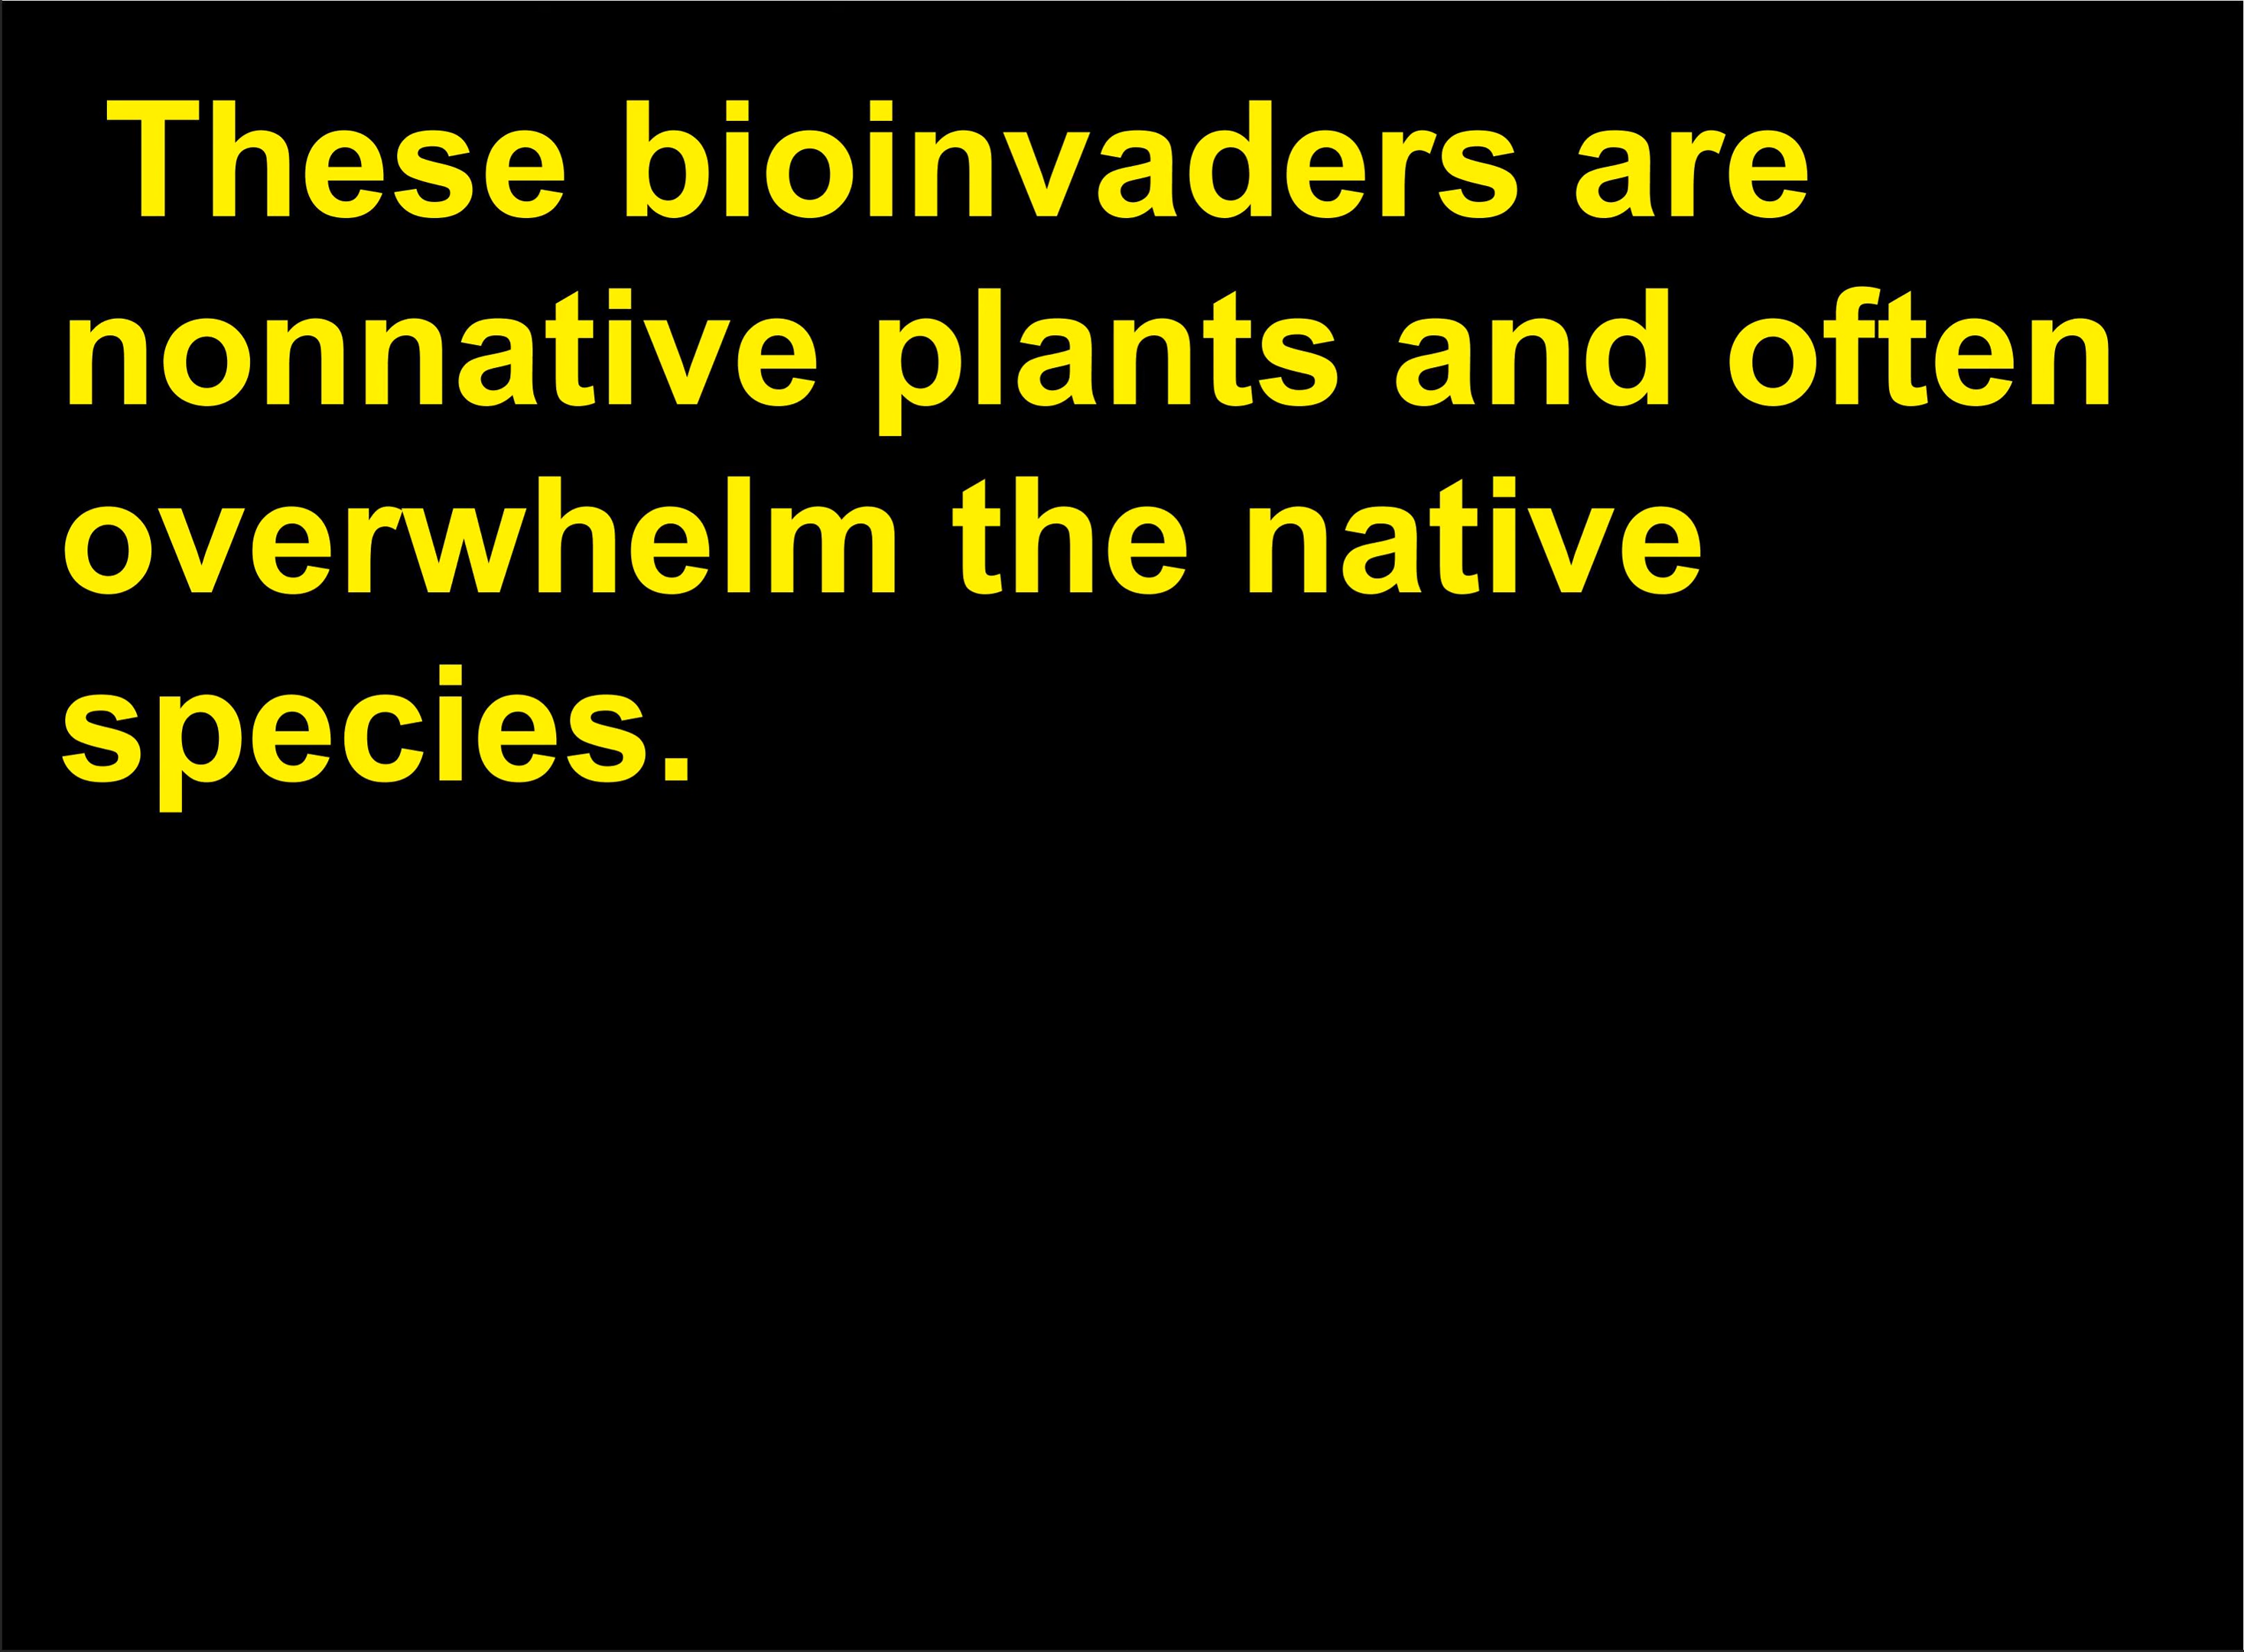 These bioinvaders are
nonnative plants and often
overwhelm the native
species.